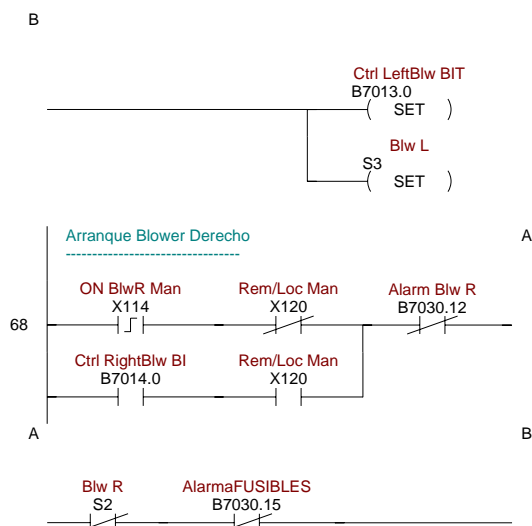 B
Ctrl LeftBlw BIT
B7013.0
SET
Blw L
S3
SET
Arranque Blower Derecho
---------------------------------
A
ON BlwR Man Rem/Loc Man Alarm Blw R
X114 X120 B7030.12
68
Ctrl RightBlw BI Rem/Loc Man
B7014.0 X120
A B
Blw R AlarmaFUSIBLES
S2 B7030.15